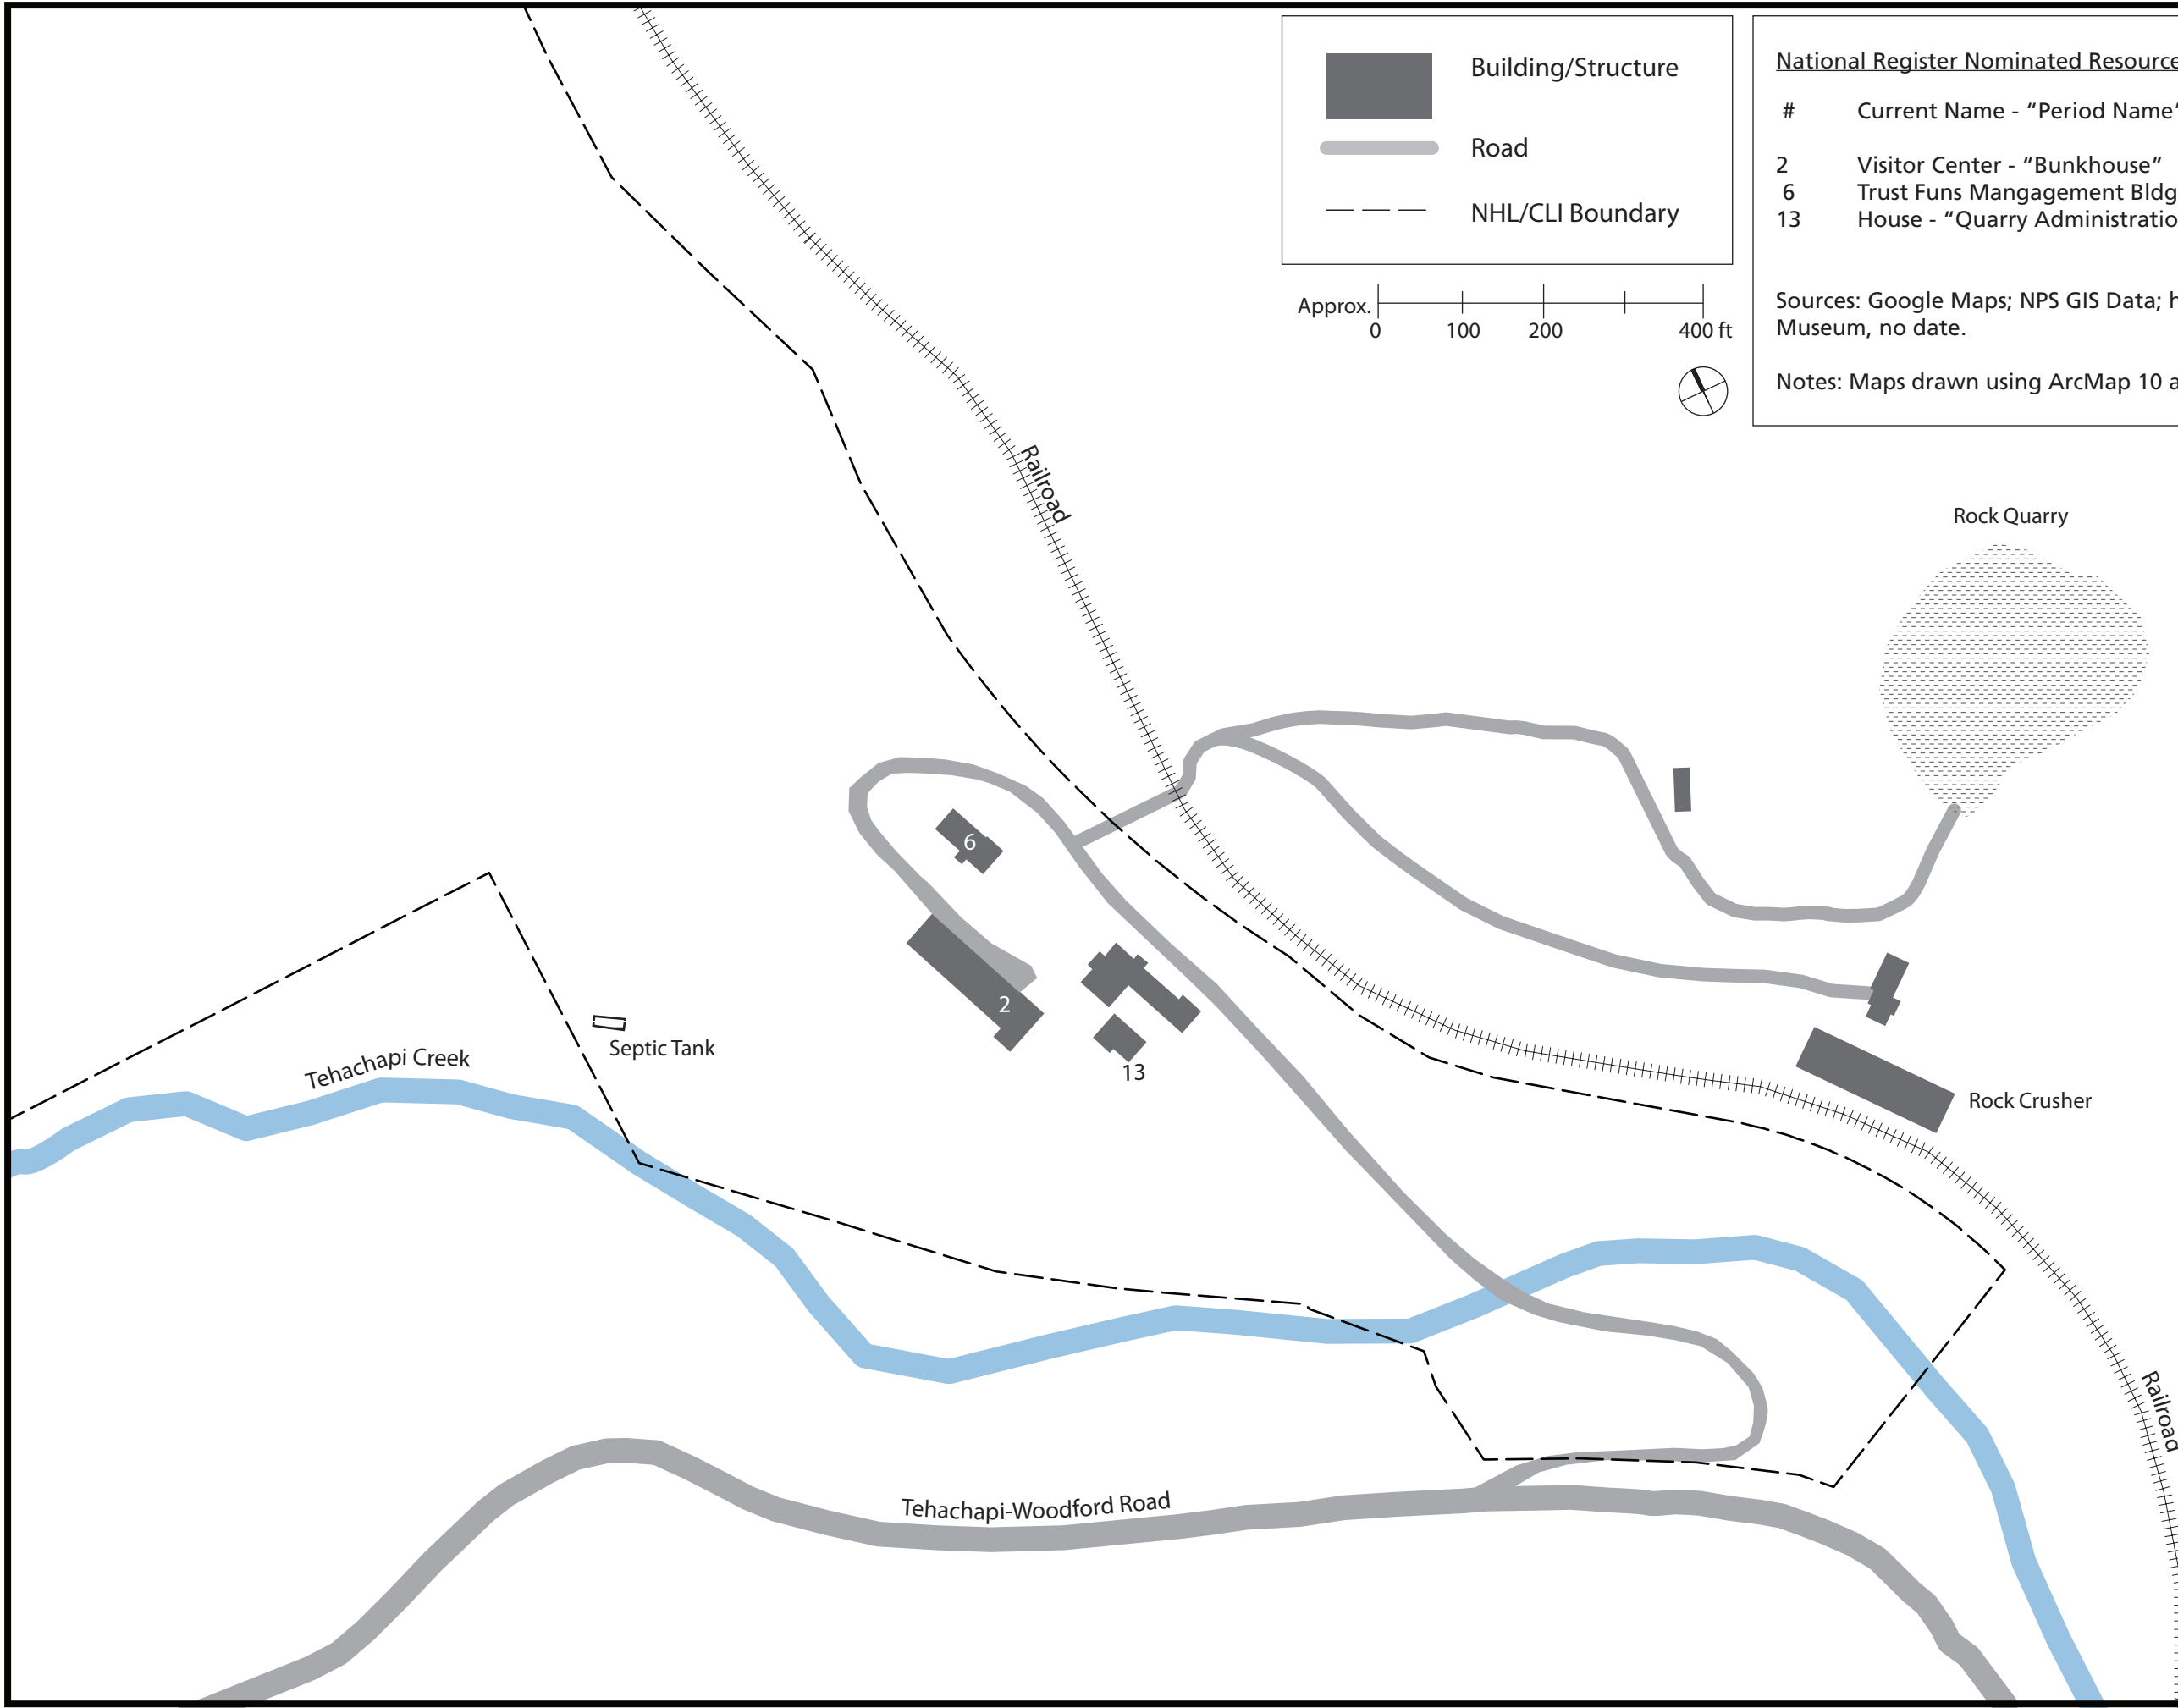 Building/Structure
Road
NHL/CLI Boundary
Approx.
0 100 200 400 ft
National Register Nominated Resource
# Current Name - “Period Name“
2 Visitor Center - “Bunkhouse”
6 Trust Funs Mangagement Bldg
13 House - “Quarry Administratio
Sources: Google Maps; NPS GIS Data; h
Museum, no date.
Notes: Maps drawn using ArcMap 10 a
Railroad
Rock Quarry
6
2
13
Septic Tank
Tehachapi Creek
Rock Crusher
Railroad
Tehachapi-Woodford Road